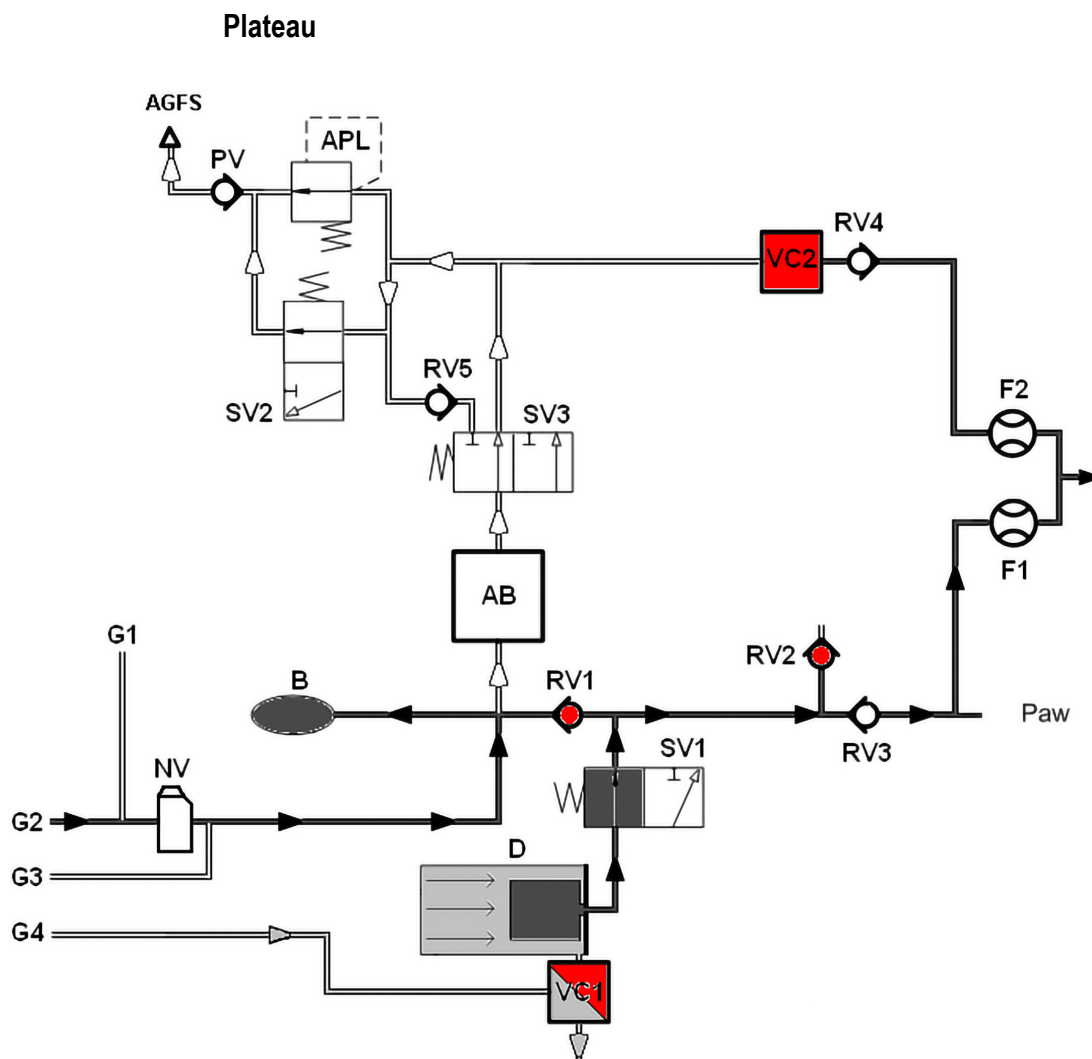 Plateau
AGFS
APL
PV
RV4
VC2
RV5
SV2
SV3
F2
F1
AB
G1
B
RV1
RV2
Paw
SV1
RV3
NV
G2
D
G3
G4
VC1